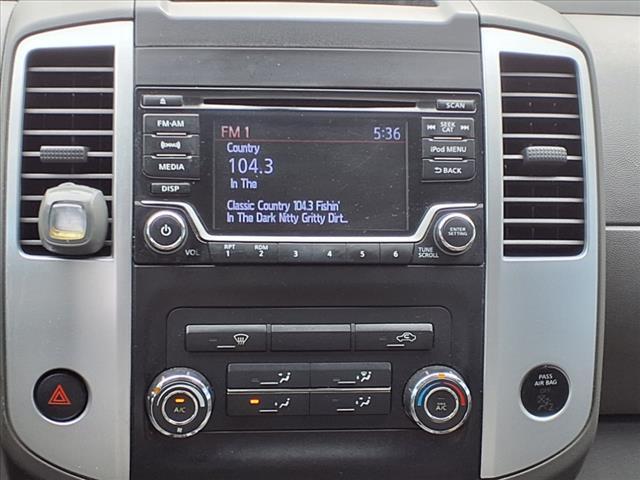 SCAN
FM·AM
MEDIA
DISP
FM 1 5:36
Country
104.3
In The
Classic Country 104.3 Fishin'
In The Dark Nitty Gritty Dirt...
SEEK
CAT
iPod MENU
BACK
VOL
RPT
1
RDM
2
3
4
5
6
TUNE
SCROLL
ENTER
SETTING
A/C
PASS
AIR BAG
OFF